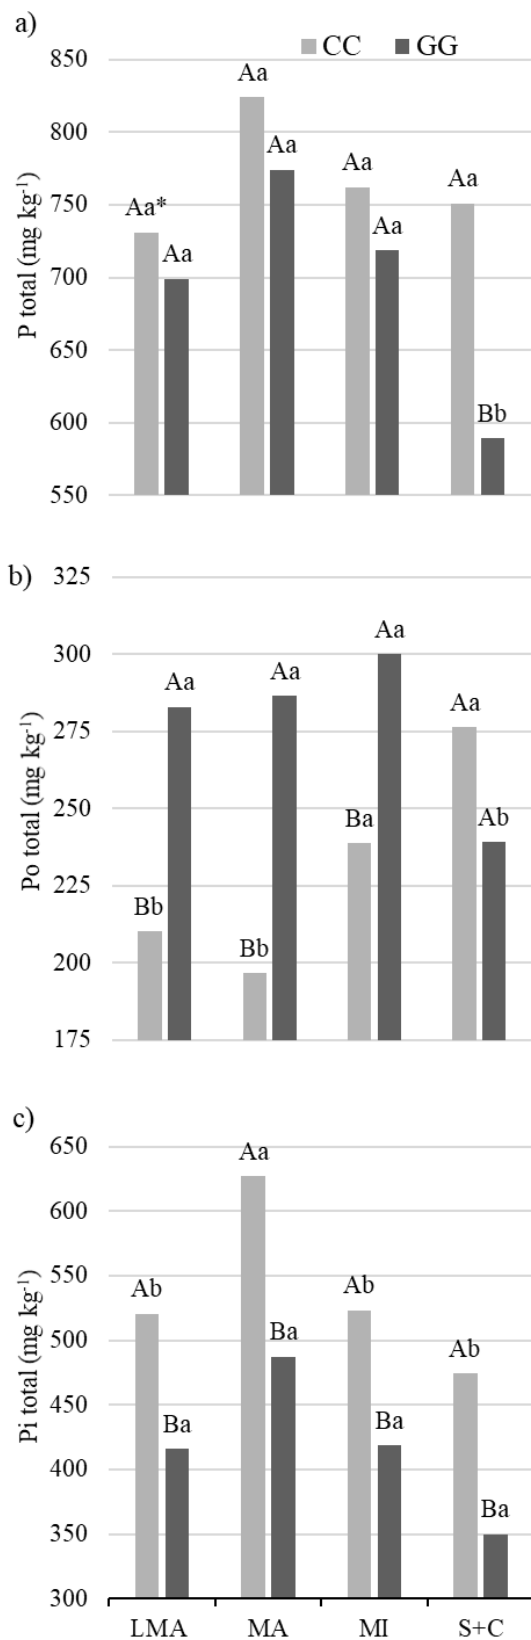 a)
CC GG
P total (mg kg-1)
850
800
750
700
650
600
550
Aa*
Aa
Aa
Aa
Aa
Aa
Aa
Bb
b)
Po total (mg kg-1)
325
300
275
250
225
200
175
Bb
Aa
Bb
Aa
Ba
Aa
Aa
Ab
c)
Pi total (mg kg-1)
650
600
550
500
450
400
350
300
Ab
Ba
Aa
Ba
Ab
Ba
Ab
Ba
LMA MA MI S+C